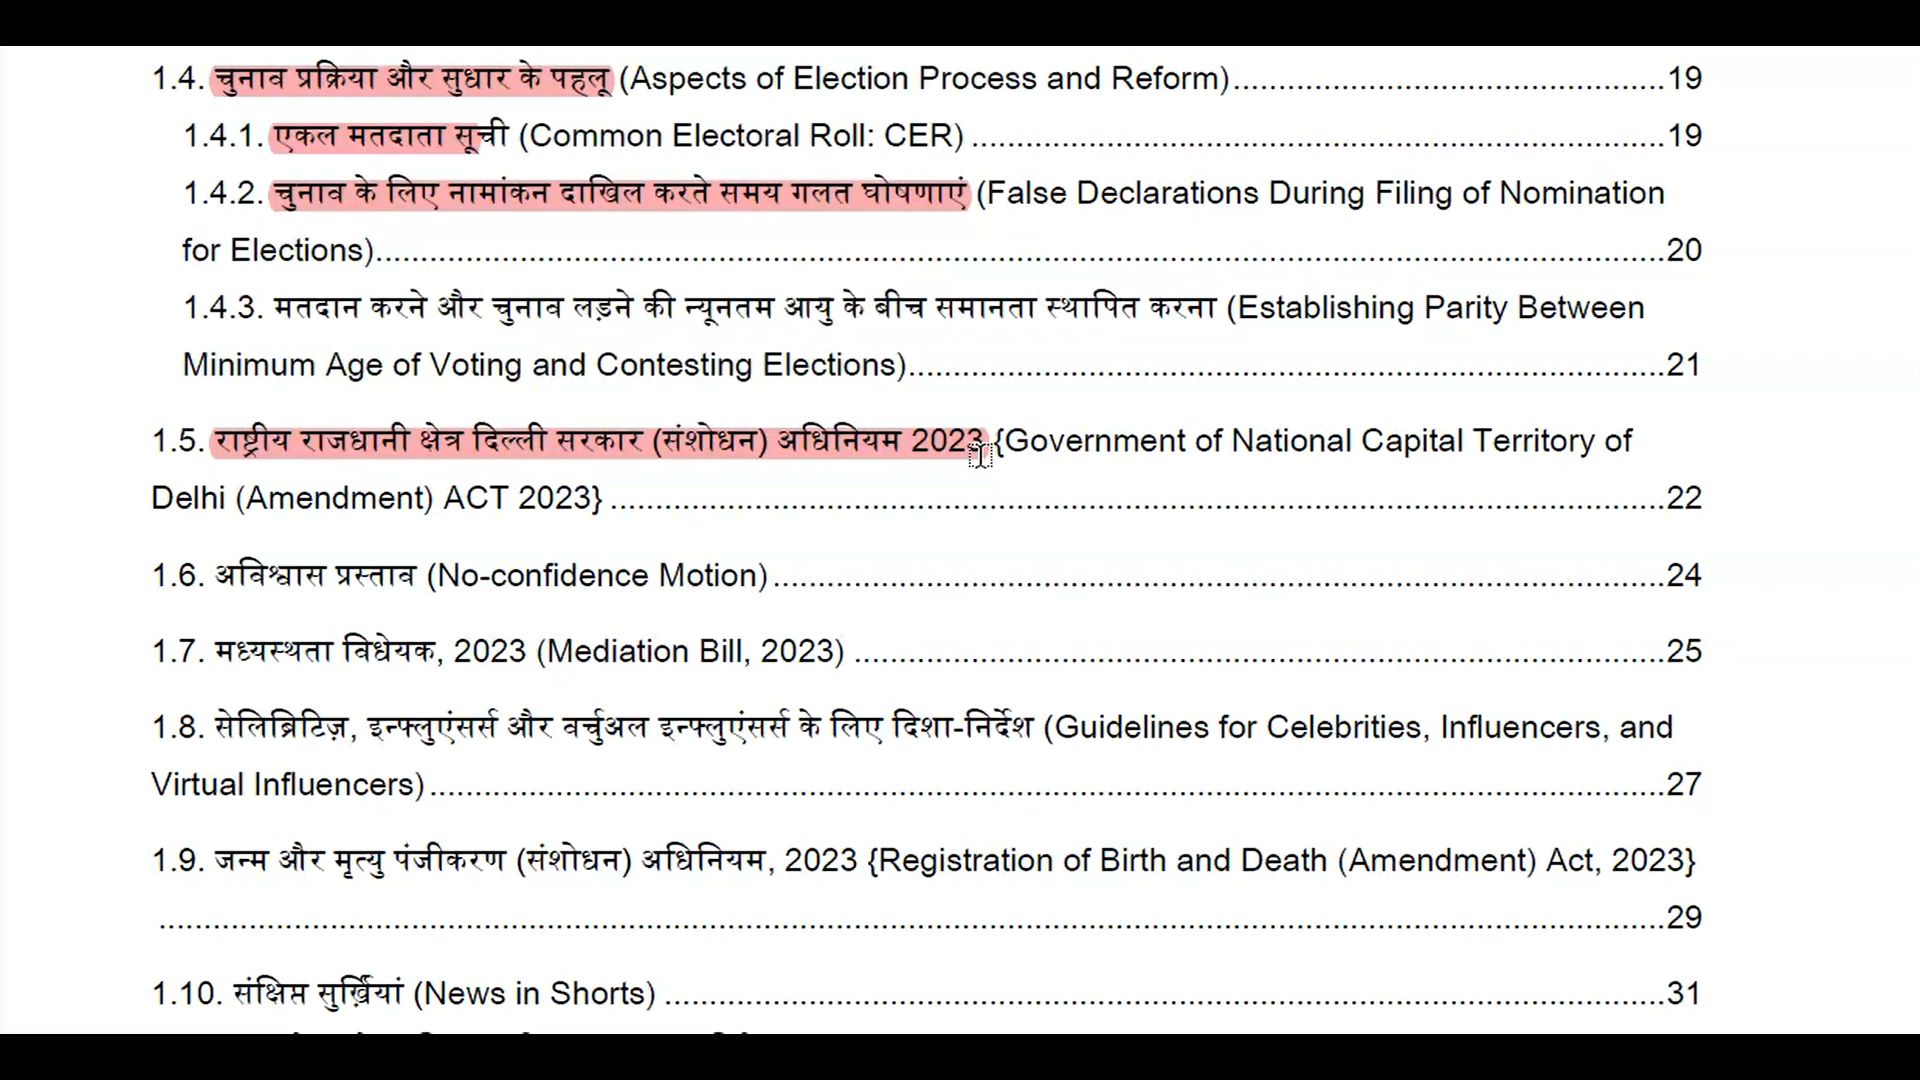 1.4. चुनाव प्रक्रिया और सुधार के पहलू (Aspects of Election Process and Reform)................................................19
1.4.1. एकल मतदाता सूची (Common Electoral Roll: CER) .............................................................................19
1.4.2. चुनाव के लिए नामांकन दाखिल करते समय गलत घोषणाएं (False Declarations During Filing of Nomination
for Elections)...............................................................................................................................................20
1.4.3. मतदान करने और चुनाव लड़ने की न्यूनतम आयु के बीच समानता स्थापित करना (Establishing Parity Between
Minimum Age of Voting and Contesting Elections)....................................................................................21
1.5. राष्ट्रीय राजधानी क्षेत्र दिल्ली सरकार (संशोधन) अधिनियम 2023 {Government of National Capital Territory of
Delhi (Amendment) ACT 2023} .....................................................................................................................22
1.6. अविश्वास प्रस्ताव (No-confidence Motion)...................................................................................................24
1.7. मध्यस्थता विधेयक, 2023 (Mediation Bill, 2023) ..........................................................................................25
1.8. सेलिब्रिटिज़, इन्फ्लुएंसर्स और वर्चुअल इन्फ्लुएंसर्स के लिए दिशा-निर्देश (Guidelines for Celebrities, Influencers, and
Virtual Influencers).........................................................................................................................................27
1.9. जन्म और मृत्यु पंजीकरण (संशोधन) अधिनियम, 2023 {Registration of Birth and Death (Amendment) Act, 2023}
.......................................................................................................................................................................29
1.10. संक्षिप्त सुर्ख़ियां (News in Shorts) ...............................................................................................................31